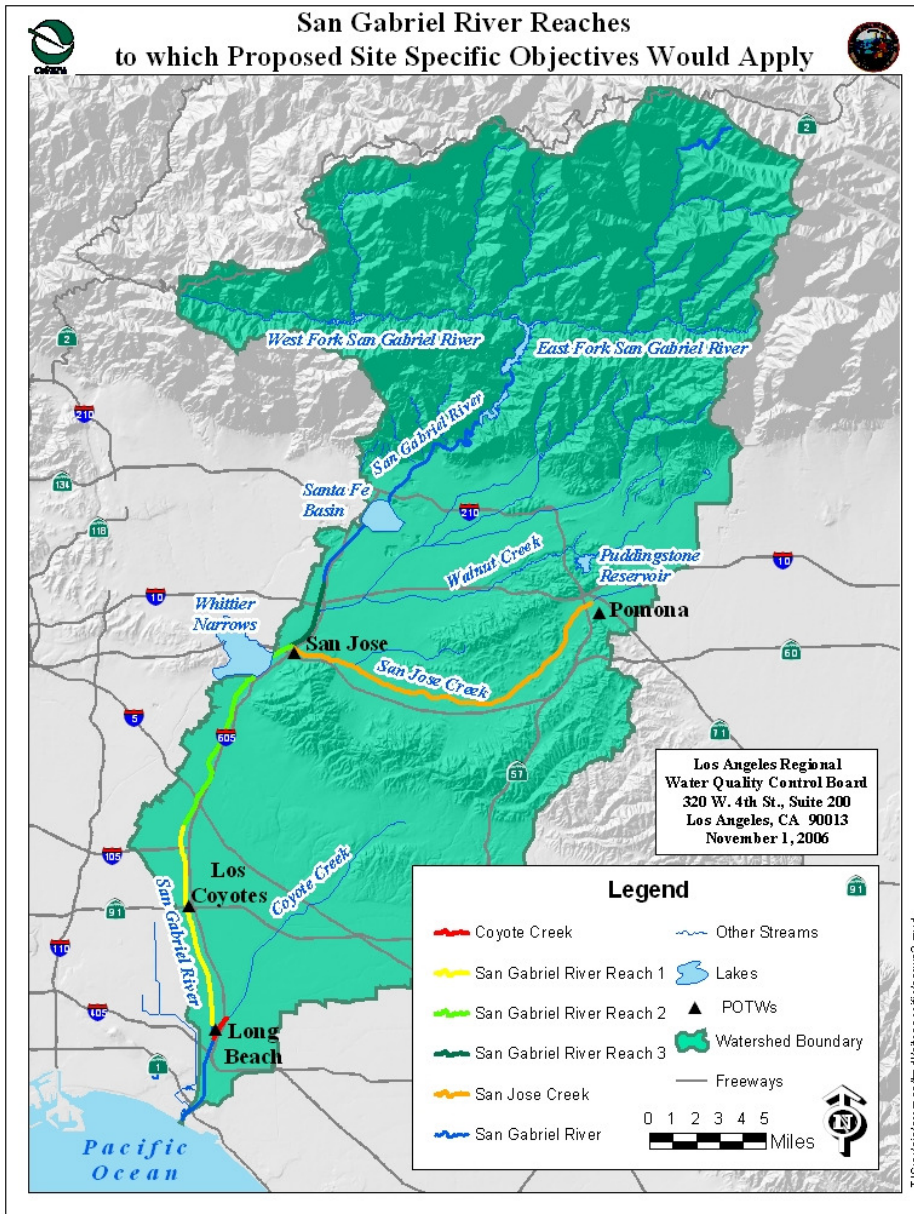 San Gabriel River Reaches
to which Proposed Site Specific Objectives Would Apply
2
West Fork San Gabriel River
East Fork San Gabriel River
2
210
San Gabriel River
134
Santa Fe
Basin
210
118
Walnut Creek
Puddingstone
Reservoir
10
10
Whittier
Narrows
Pomona
San Jose
60
San Jose Creek
5
605
71
57
Los Angeles Regional
Water Quality Control Board
320 W. 4th St., Suite 200
Los Angeles, CA 90013
November 1, 2006
105
Los
Coyotes
Coyote Creek
91
San Gabriel River
110
405
Long
Beach
1
Pacific
Ocean
Legend
91
Coyote Creek
San Gabriel River Reach 1
San Gabriel River Reach 2
San Gabriel River Reach 3
San Jose Creek
San Gabriel River
Other Streams
Lakes
POTWs
Watershed Boundary
Freeways
0 1 2 3 4 5
Miles
N